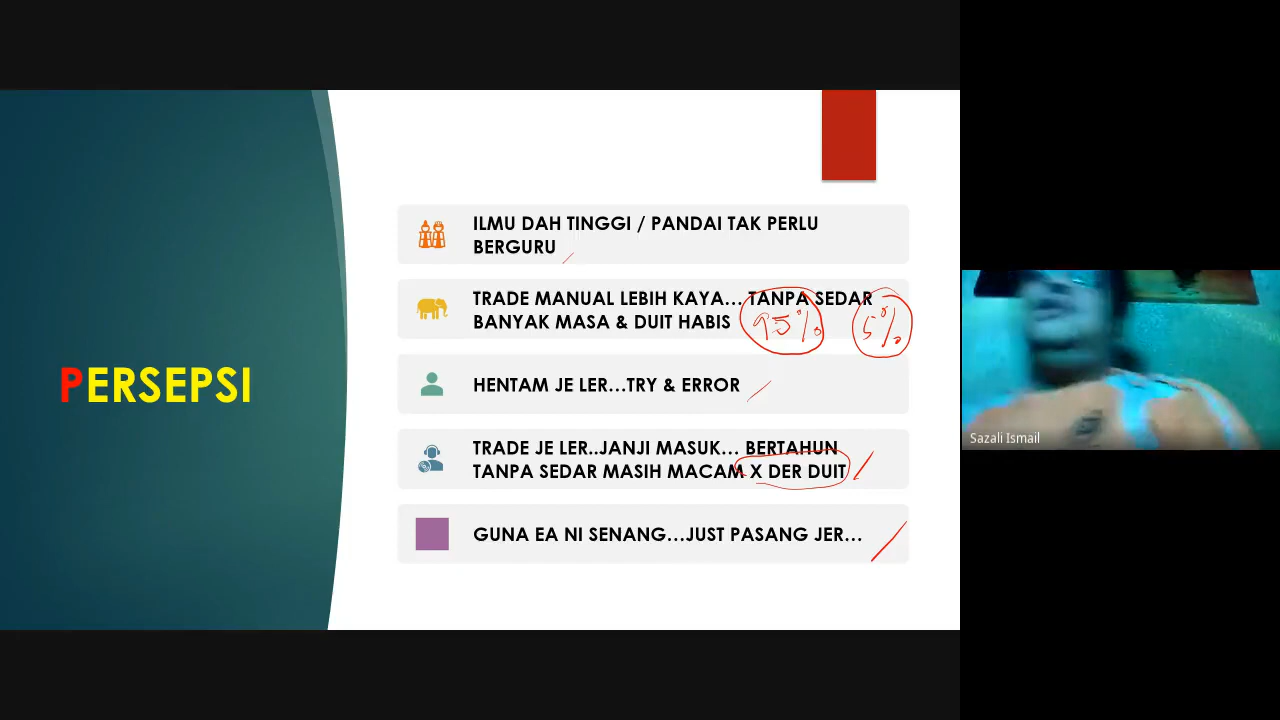 PERSEPSI
ILMU DAH TINGGI / PANDAI TAK PERLU
BERGURU
TRADE MANUAL LEBIH KAYA... TANPA SEDAR
BANYAK MASA & DUIT HABIS
95%
5%
HENTAM JE LER...TRY & ERROR
TRADE JE LER..JANJI MASUK... BERTAHUN
TANPA SEDAR MASIH MACAM X DER DUIT
GUNA EA NI SENANG...JUST PASANG JER...
Sazali Ismail